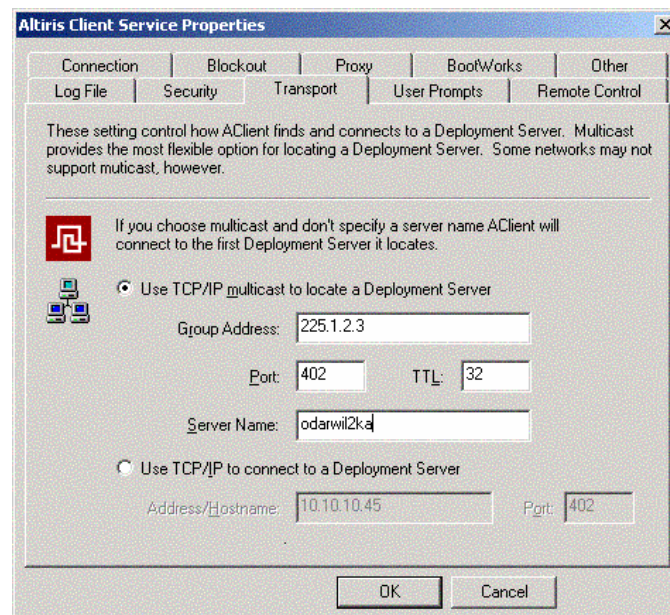 Altiris Client Service Properties
Connection Blockout Proxy BootWorks Other
Log File Security Transport User Prompts Remote Control
These setting control how AClient finds and connects to a Deployment Server. Multicast
provides the most flexible option for locating a Deployment Server. Some networks may not
support muticast, however.
If you choose multicast and don't specify a server name AClient will
connect to the first Deployment Server it locates.
Use TCP/IP multicast to locate a Deployment Server
Group Address: 225.1.2.3
Port: 402 TTL: 32
Server Name: odarwil2ka
Use TCP/IP to connect to a Deployment Server
Address/Hostname: 10.10.10.45 Port: 402
OK Cancel